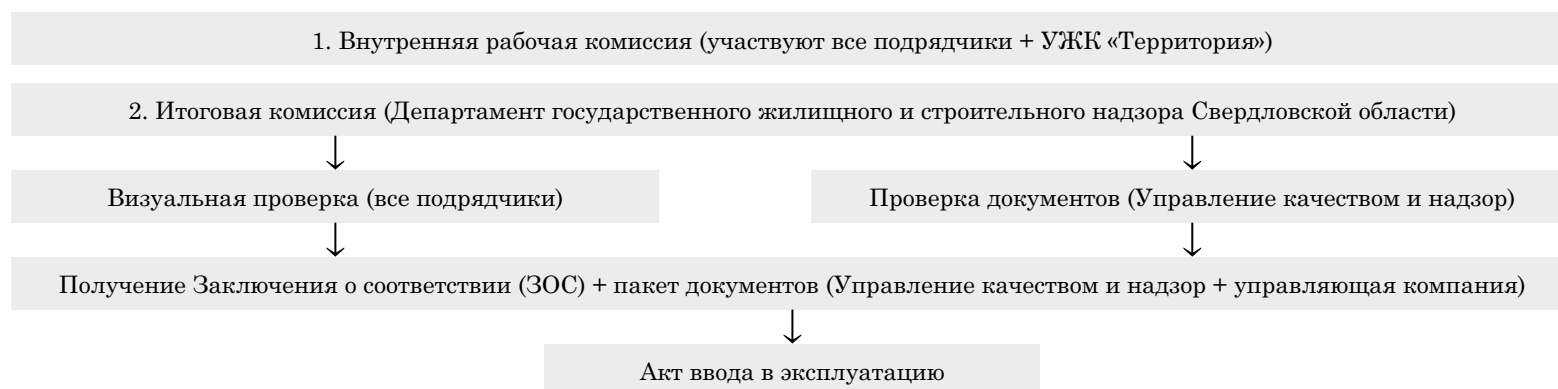 1. Внутренняя рабочая комиссия (участвуют все подрядчики + УЖК «Территория»)
2. Итоговая комиссия (Департамент государственного жилищного и строительного надзора Свердловской области)
Визуальная проверка (все подрядчики)
Проверка документов (Управление качеством и надзор)
Получение Заключения о соответствии (ЗОС) + пакет документов (Управление качеством и надзор + управляющая компания)
Акт ввода в эксплуатацию